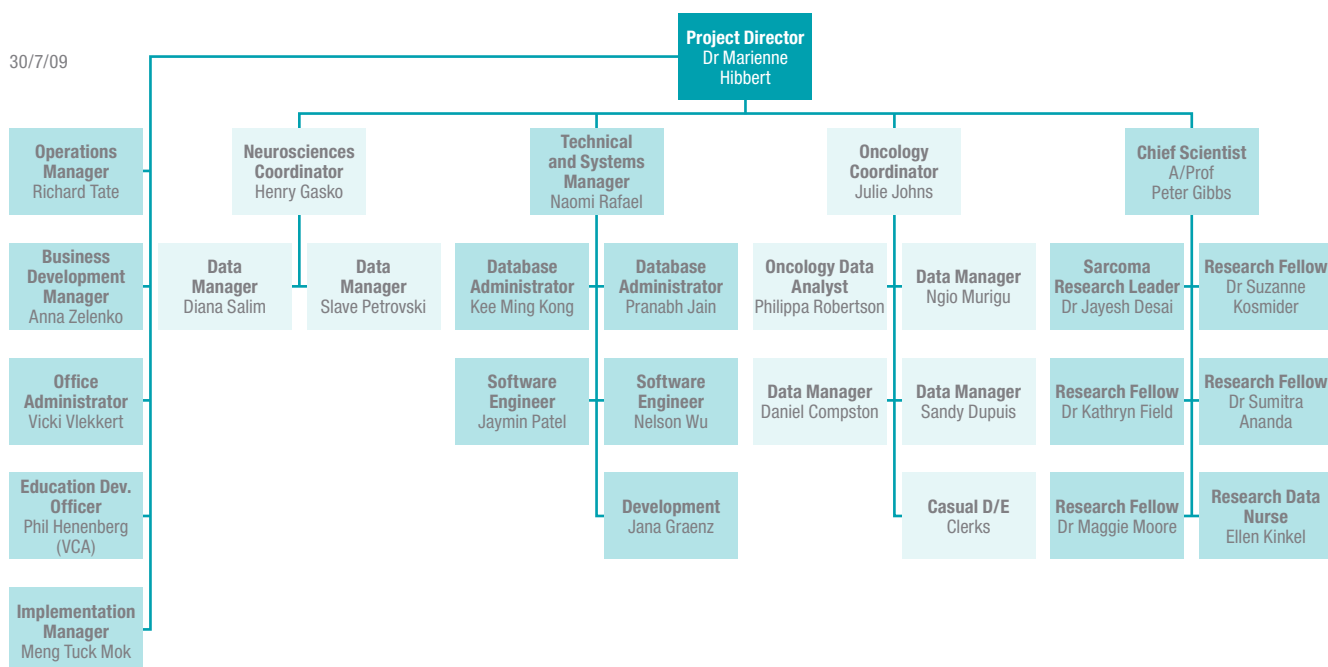 Project Director
Dr Marienne
Hibbert
30/7/09
Operations
Manager
Richard Tate
Neurosciences
Coordinator
Henry Gasko
Technical
and Systems
Manager
Naomi Rafael
Oncology
Coordinator
Julie Johns
Chief Scientist
A/Prof
Peter Gibbs
Business
Development
Manager
Anna Zelenko
Data
Manager
Diana Salim
Data
Manager
Slave Petrovski
Database
Administrator
Kee Ming Kong
Database
Administrator
Pranabh Jain
Oncology Data
Analyst
Philippa Robertson
Data Manager
Ngio Murigu
Sarcoma
Research Leader
Dr Jayesh Desai
Research Fellow
Dr Suzanne
Kosmider
Office
Administrator
Vicki Vlekkert
Software
Engineer
Jaymin Patel
Software
Engineer
Nelson Wu
Data Manager
Daniel Compston
Data Manager
Sandy Dupuis
Research Fellow
Dr Kathryn Field
Research Fellow
Dr Sumitra
Ananda
Education Dev.
Officer
Phil Henenberg
(VCA)
Development
Jana Graenz
Casual D/E
Clerks
Research Fellow
Dr Maggie Moore
Research Data
Nurse
Ellen Kinkel
Implementation
Manager
Meng Tuck Mok